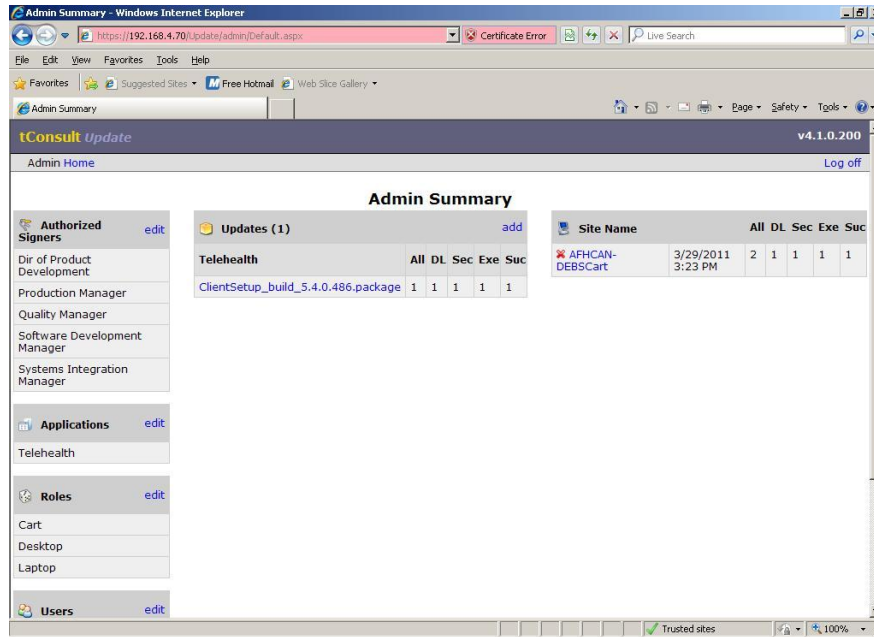 Admin Summary - Windows Internet Explorer
https://192.168.4.70/Update/admin/Default.aspx
Certificate Error
Live Search
File Edit View Favorites Tools Help
Favorites Suggested Sites Free Hotmail Web Slice Gallery
Admin Summary
Page Safety Tools
tConsult Update v4.1.0.200
Admin Home Log off
Admin Summary
Authorized Signers edit
Dir of Product
Development
Production Manager
Quality Manager
Software Development
Manager
Systems Integration
Manager
Applications edit
Telehealth
Roles edit
Cart
Desktop
Laptop
Users edit
Updates (1) add
Telehealth All DL Sec Exe Suc
ClientSetup_build_5.4.0.486.package 1 1 1 1 1
Site Name All DL Sec Exe Suc
AFHCAN-
DEBSCart
3/29/2011
3:23 PM
2 1 1 1 1
Trusted sites 100%